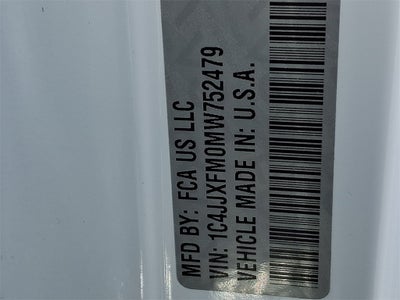 MFD BY: FCA US LLC
VIN: 1C4JJXFM0MW752479
VEHICLE MADE IN: U.S.A.